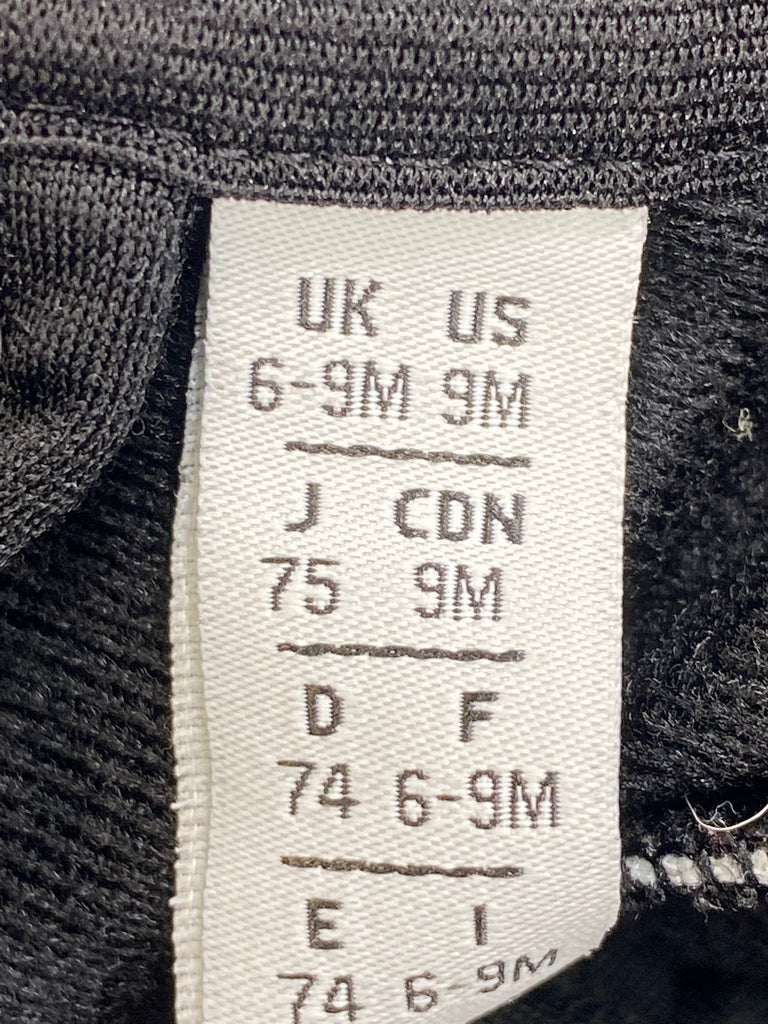 UK US
6-9M 9M
J CDN
75 9M
D F
74 6-9M
E I
74 6-9M